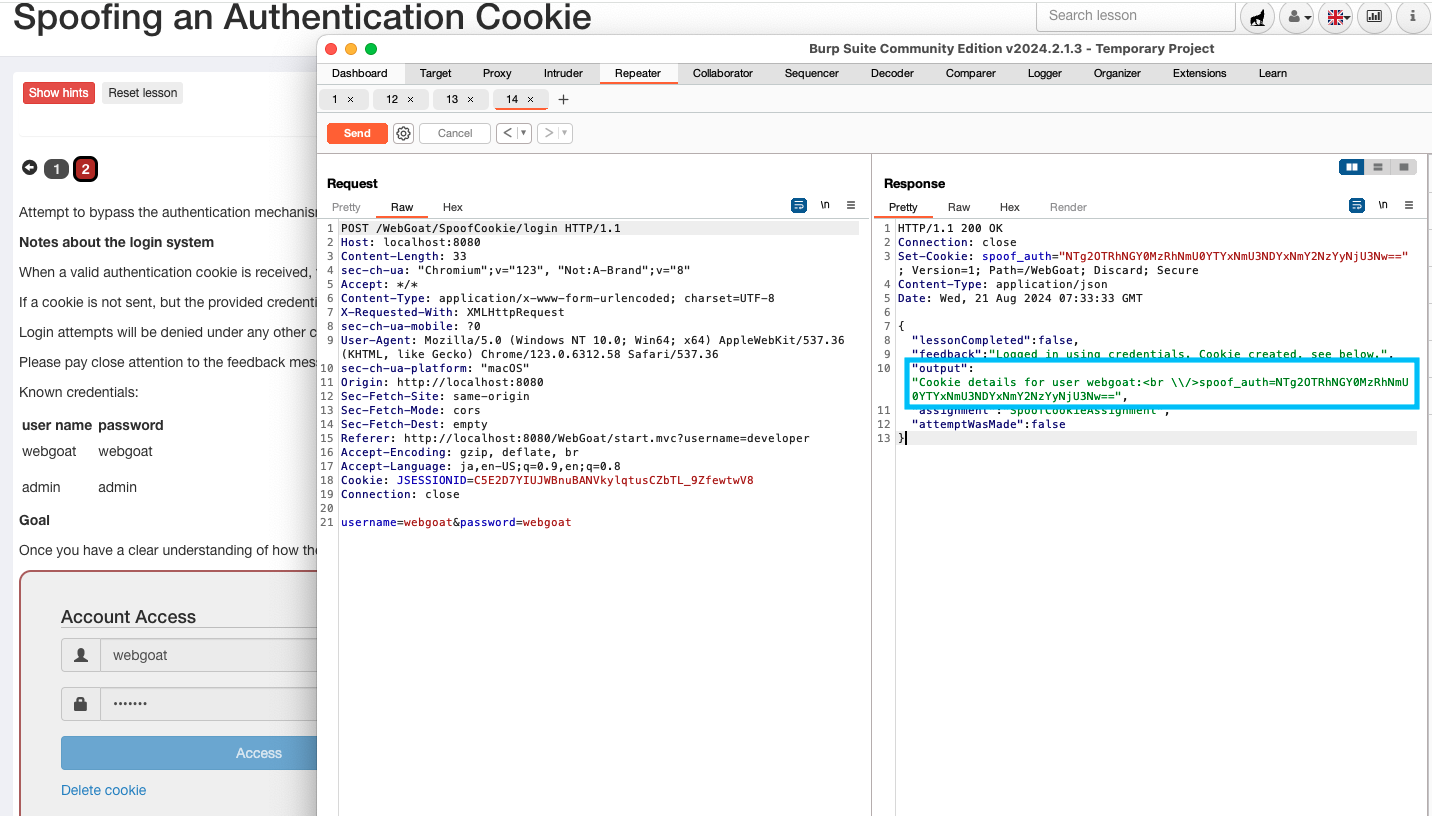 Spoofing an Authentication Cookie
Search lesson
Show hints
Reset lesson
1
2
Attempt to bypass the authentication mechanism
Notes about the login system
When a valid authentication cookie is received,
If a cookie is not sent, but the provided credenti
Login attempts will be denied under any other c
Please pay close attention to the feedback mes
Known credentials:
user name password
webgoat webgoat
admin admin
Goal
Once you have a clear understanding of how the
Account Access
webgoat
•••••••
Access
Delete cookie
Burp Suite Community Edition v2024.2.1.3 - Temporary Project
Dashboard Target Proxy Intruder Repeater Collaborator Sequencer Decoder Comparer Logger Organizer Extensions Learn
1 × 12 × 13 × 14 × +
Send Cancel < >
Request
Pretty Raw Hex \n
1 POST /WebGoat/SpoofCookie/login HTTP/1.1
2 Host: localhost:8080
3 Content-Length: 33
4 sec-ch-ua: "Chromium";v="123", "Not:A-Brand";v="8"
5 Accept: */*
6 Content-Type: application/x-www-form-urlencoded; charset=UTF-8
7 X-Requested-With: XMLHttpRequest
8 sec-ch-ua-mobile: ?0
9 User-Agent: Mozilla/5.0 (Windows NT 10.0; Win64; x64) AppleWebKit/537.36
(KHTML, like Gecko) Chrome/123.0.6312.58 Safari/537.36
10 sec-ch-ua-platform: "macOS"
11 Origin: http://localhost:8080
12 Sec-Fetch-Site: same-origin
13 Sec-Fetch-Mode: cors
14 Sec-Fetch-Dest: empty
15 Referer: http://localhost:8080/WebGoat/start.mvc?username=developer
16 Accept-Encoding: gzip, deflate, br
17 Accept-Language: ja,en-US;q=0.9,en;q=0.8
18 Cookie: JSESSIONID=C5E2D7YIUJWBnuBANVkylqtusCZbTL_9ZfewtwV8
19 Connection: close
20
21 username=webgoat&password=webgoat
Response
Pretty Raw Hex Render \n
1 HTTP/1.1 200 OK
2 Connection: close
3 Set-Cookie: spoof_auth="NTg2OTRhNGY0MzRhNmU0YTYxNmU3NDYxNmY2NzYyNjU3Nw=="
; Version=1; Path=/WebGoat; Discard; Secure
4 Content-Type: application/json
5 Date: Wed, 21 Aug 2024 07:33:33 GMT
6
7 {
8 "lessonCompleted":false,
9 "feedback":"Logged in using credentials. Cookie created, see below.",
10 "output":
"Cookie details for user webgoat:<br \\/>spoof_auth=NTg2OTRhNGY0MzRhNmU
0YTYxNmU3NDYxNmY2NzYyNjU3Nw==",
11 "assignment":"SpoofCookieAssignment",
12 "attemptWasMade":false
13 }